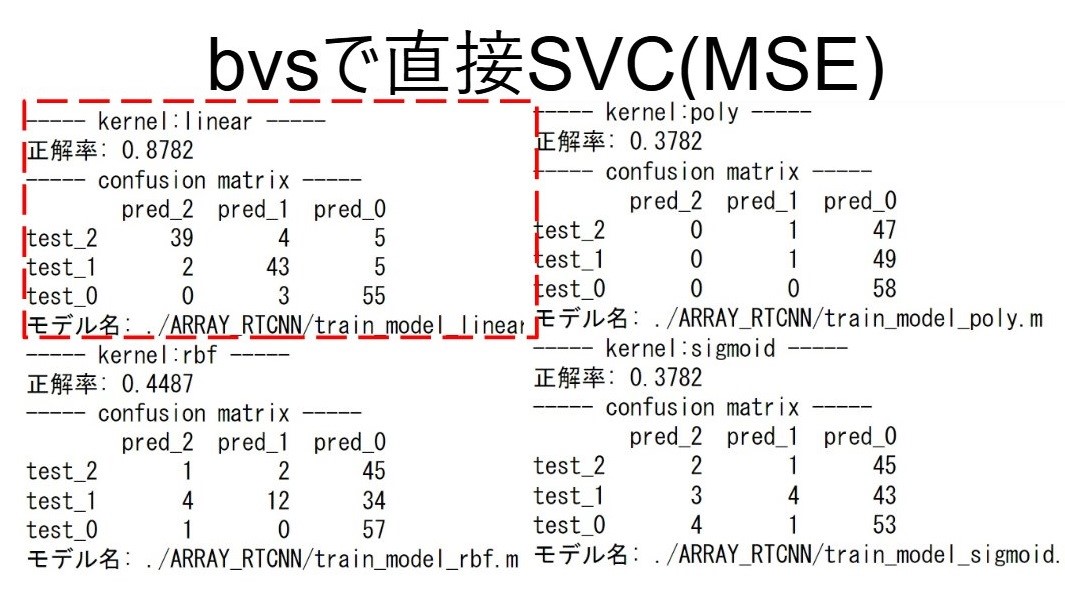 bvsで直接SVC(MSE)
----- kernel:linear -----
正解率: 0.8782
----- confusion matrix -----
pred_2 pred_1 pred_0
test_2 39 4 5
test_1 2 43 5
test_0 0 3 55
モデル名: ./ARRAY_RTCNN/train_model_linear
----- kernel:rbf -----
正解率: 0.4487
----- confusion matrix -----
pred_2 pred_1 pred_0
test_2 1 2 45
test_1 4 12 34
test_0 1 0 57
モデル名: ./ARRAY_RTCNN/train_model_rbf.m
----- kernel:poly -----
正解率: 0.3782
----- confusion matrix -----
pred_2 pred_1 pred_0
test_2 0 1 47
test_1 0 1 49
test_0 0 0 58
モデル名: ./ARRAY_RTCNN/train_model_poly.m
----- kernel:sigmoid -----
正解率: 0.3782
----- confusion matrix -----
pred_2 pred_1 pred_0
test_2 2 1 45
test_1 3 4 43
test_0 4 1 53
モデル名: ./ARRAY_RTCNN/train_model_sigmoid.